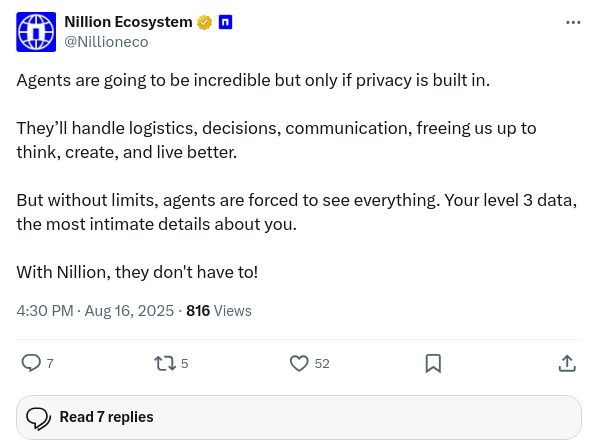 Nillion Ecosystem
@Nillioneco
Agents are going to be incredible but only if privacy is built in.
They’ll handle logistics, decisions, communication, freeing us up to
think, create, and live better.
But without limits, agents are forced to see everything. Your level 3 data,
the most intimate details about you.
With Nillion, they don't have to!
4:30 PM · Aug 16, 2025 · 816 Views
7 5 52
Read 7 replies